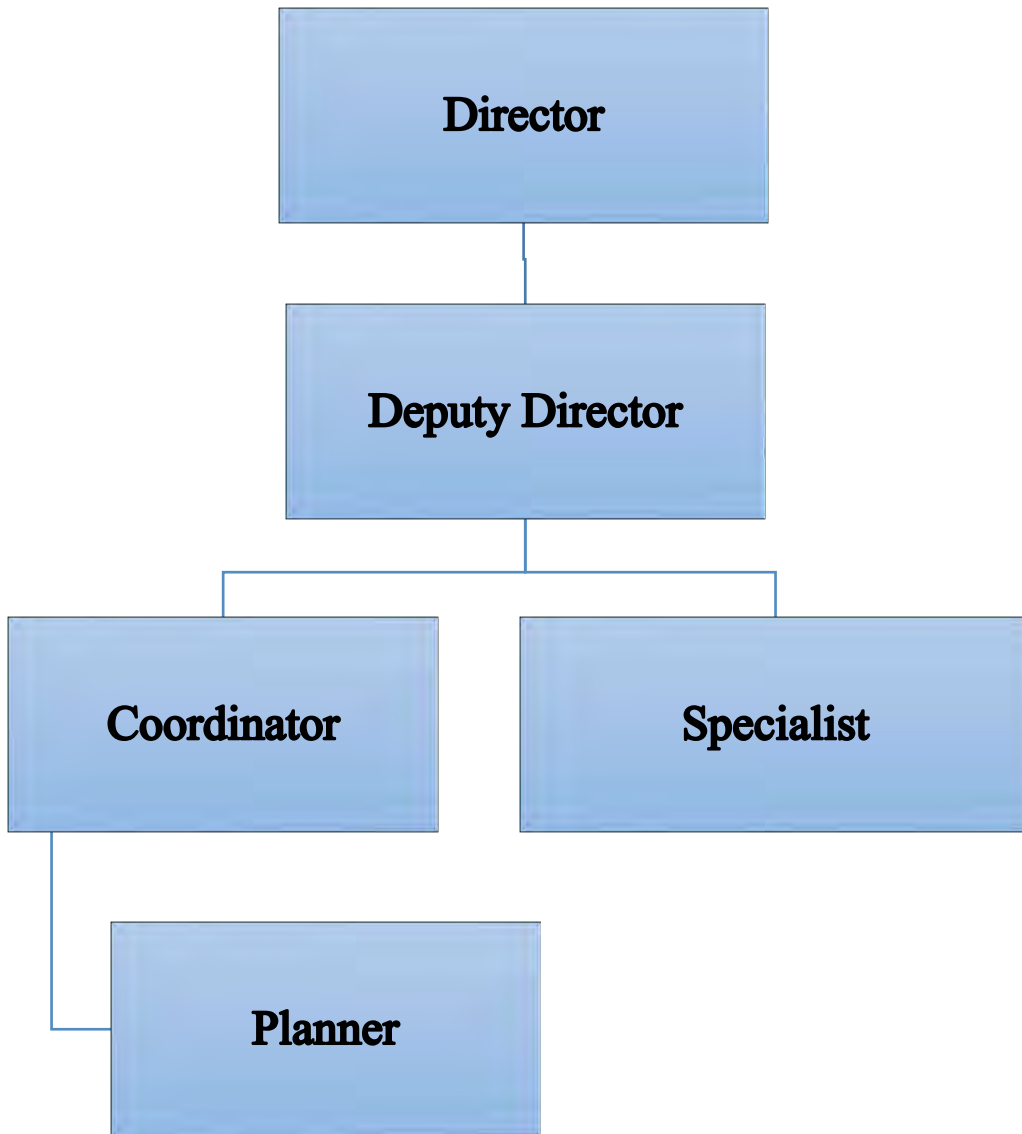 Director
Deputy Director
Coordinator
Specialist
Planner